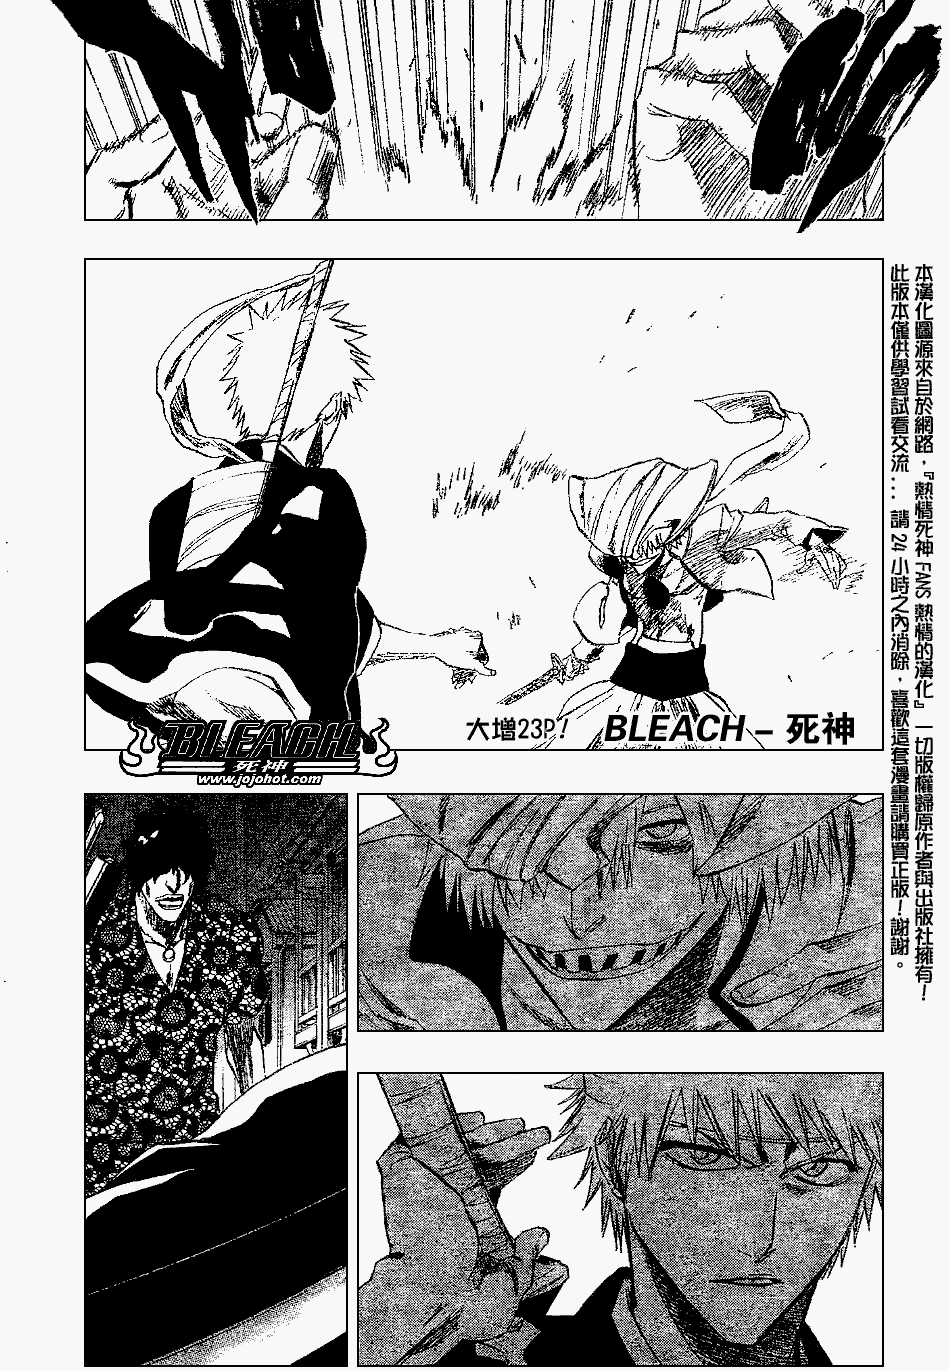 本漢化圖源來自於網路，『熱情死神 FANS 熱情的漢化』一切版權歸原作者與出版社擁有！
此版本僅供學習試看交流... 請 24 小時之內消除，喜歡這套漫畫請購買正版！謝謝。
大增23P！ BLEACH – 死神
BLEACH
死神
www.jojohot.com